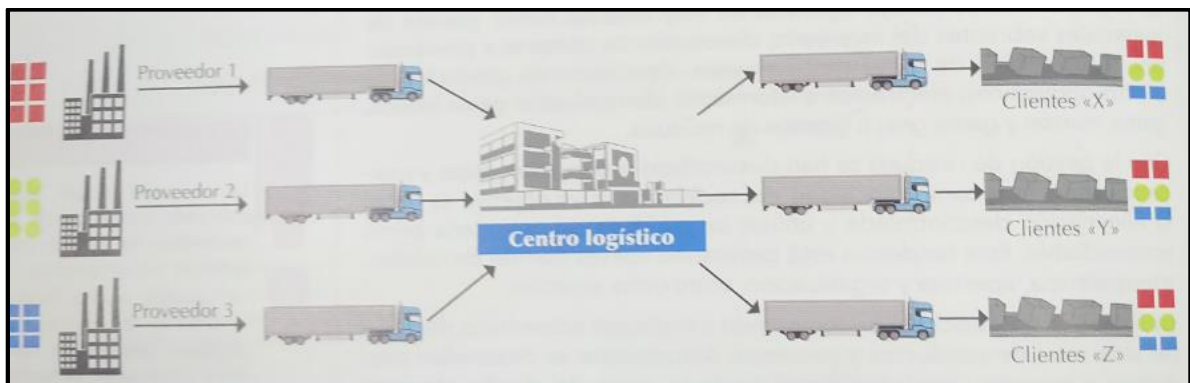 Proveedor 1
Clientes «X»
Proveedor 2
Centro logístico
Clientes «Y»
Proveedor 3
Clientes «Z»